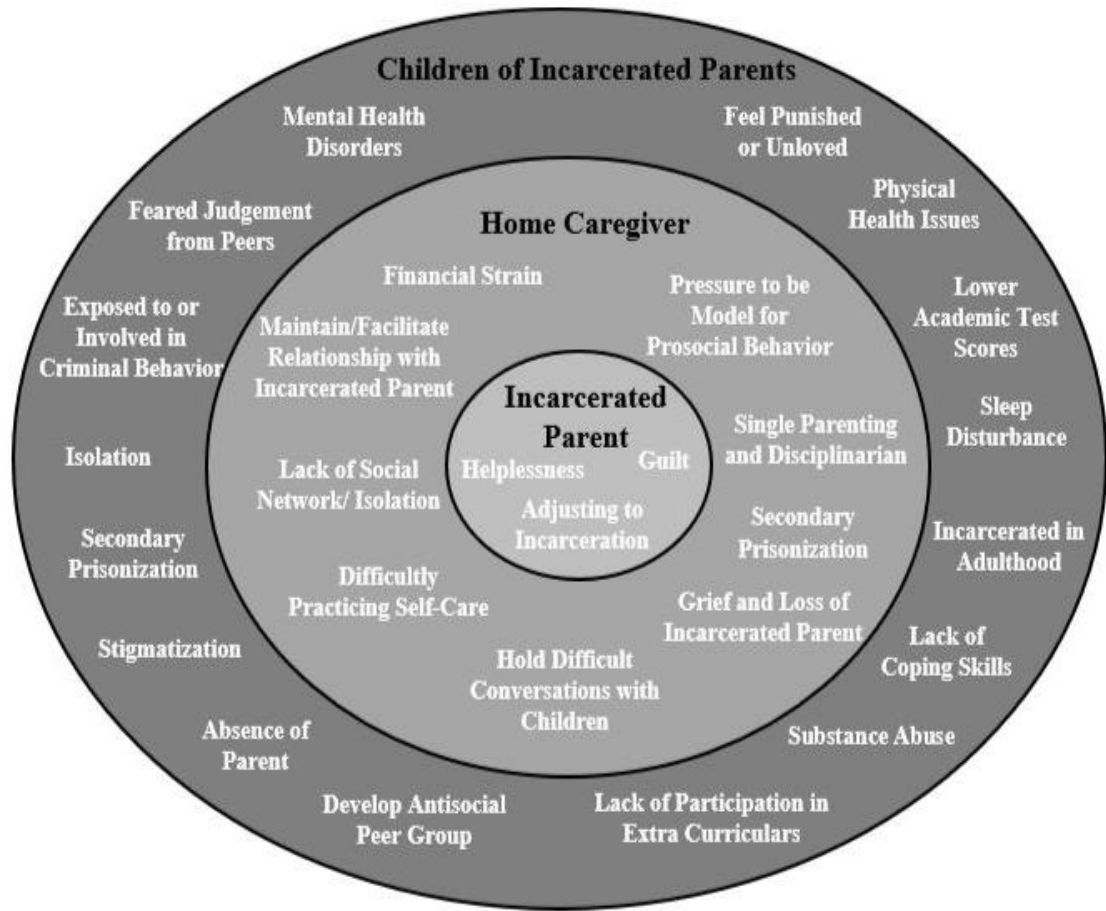 Children of Incarcerated Parents
Mental Health
Disorders
Feel Punished
or Unloved
Feared Judgement
from Peers
Physical
Health Issues
Exposed to or
Involved in
Criminal Behavior
Lower
Academic Test
Scores
Isolation
Sleep
Disturbance
Secondary
Prisonization
Incarcerated in
Adulthood
Stigmatization
Lack of
Coping Skills
Absence of
Parent
Substance Abuse
Develop Antisocial
Peer Group
Lack of Participation in
Extra Curriculars
Home Caregiver
Financial Strain
Pressure to be
Model for
Prosocial Behavior
Maintain/Facilitate
Relationship with
Incarcerated Parent
Single Parenting
and Disciplinarian
Lack of Social
Network/ Isolation
Secondary
Prisonization
Difficultly
Practicing Self-Care
Grief and Loss of
Incarcerated Parent
Hold Difficult
Conversations with
Children
Incarcerated
Parent
Helplessness
Guilt
Adjusting to
Incarceration